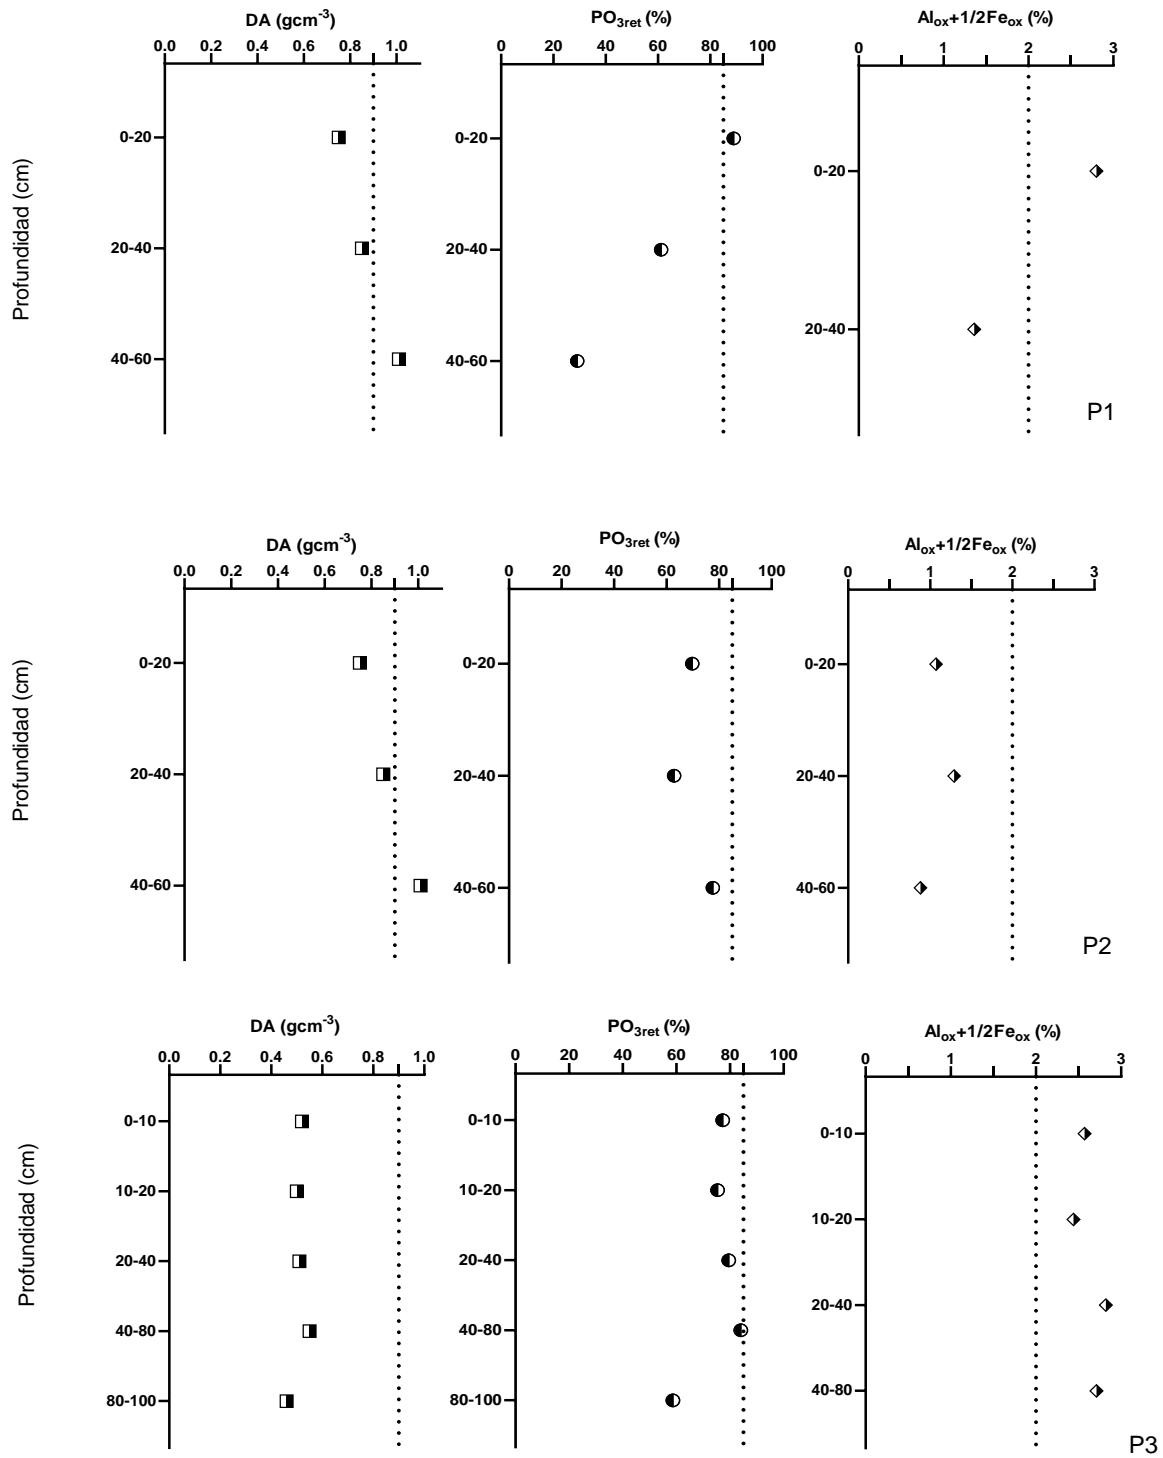 DA (gcm-3)
0.0 0.2 0.4 0.6 0.8 1.0
0-20
20-40
40-60
Profundidad (cm)
PO3ret (%)
0 20 40 60 80 100
0-20
20-40
40-60
Alox+1/2Feox (%)
0 1 2 3
0-20
20-40
P1
DA (gcm-3)
0.0 0.2 0.4 0.6 0.8 1.0
0-20
20-40
40-60
Profundidad (cm)
PO3ret (%)
0 20 40 60 80 100
0-20
20-40
40-60
Alox+1/2Feox (%)
0 1 2 3
0-20
20-40
40-60
P2
DA (gcm-3)
0.0 0.2 0.4 0.6 0.8 1.0
0-10
10-20
20-40
40-80
80-100
Profundidad (cm)
PO3ret (%)
0 20 40 60 80 100
0-10
10-20
20-40
40-80
80-100
Alox+1/2Feox (%)
0 1 2 3
0-10
10-20
20-40
40-80
P3